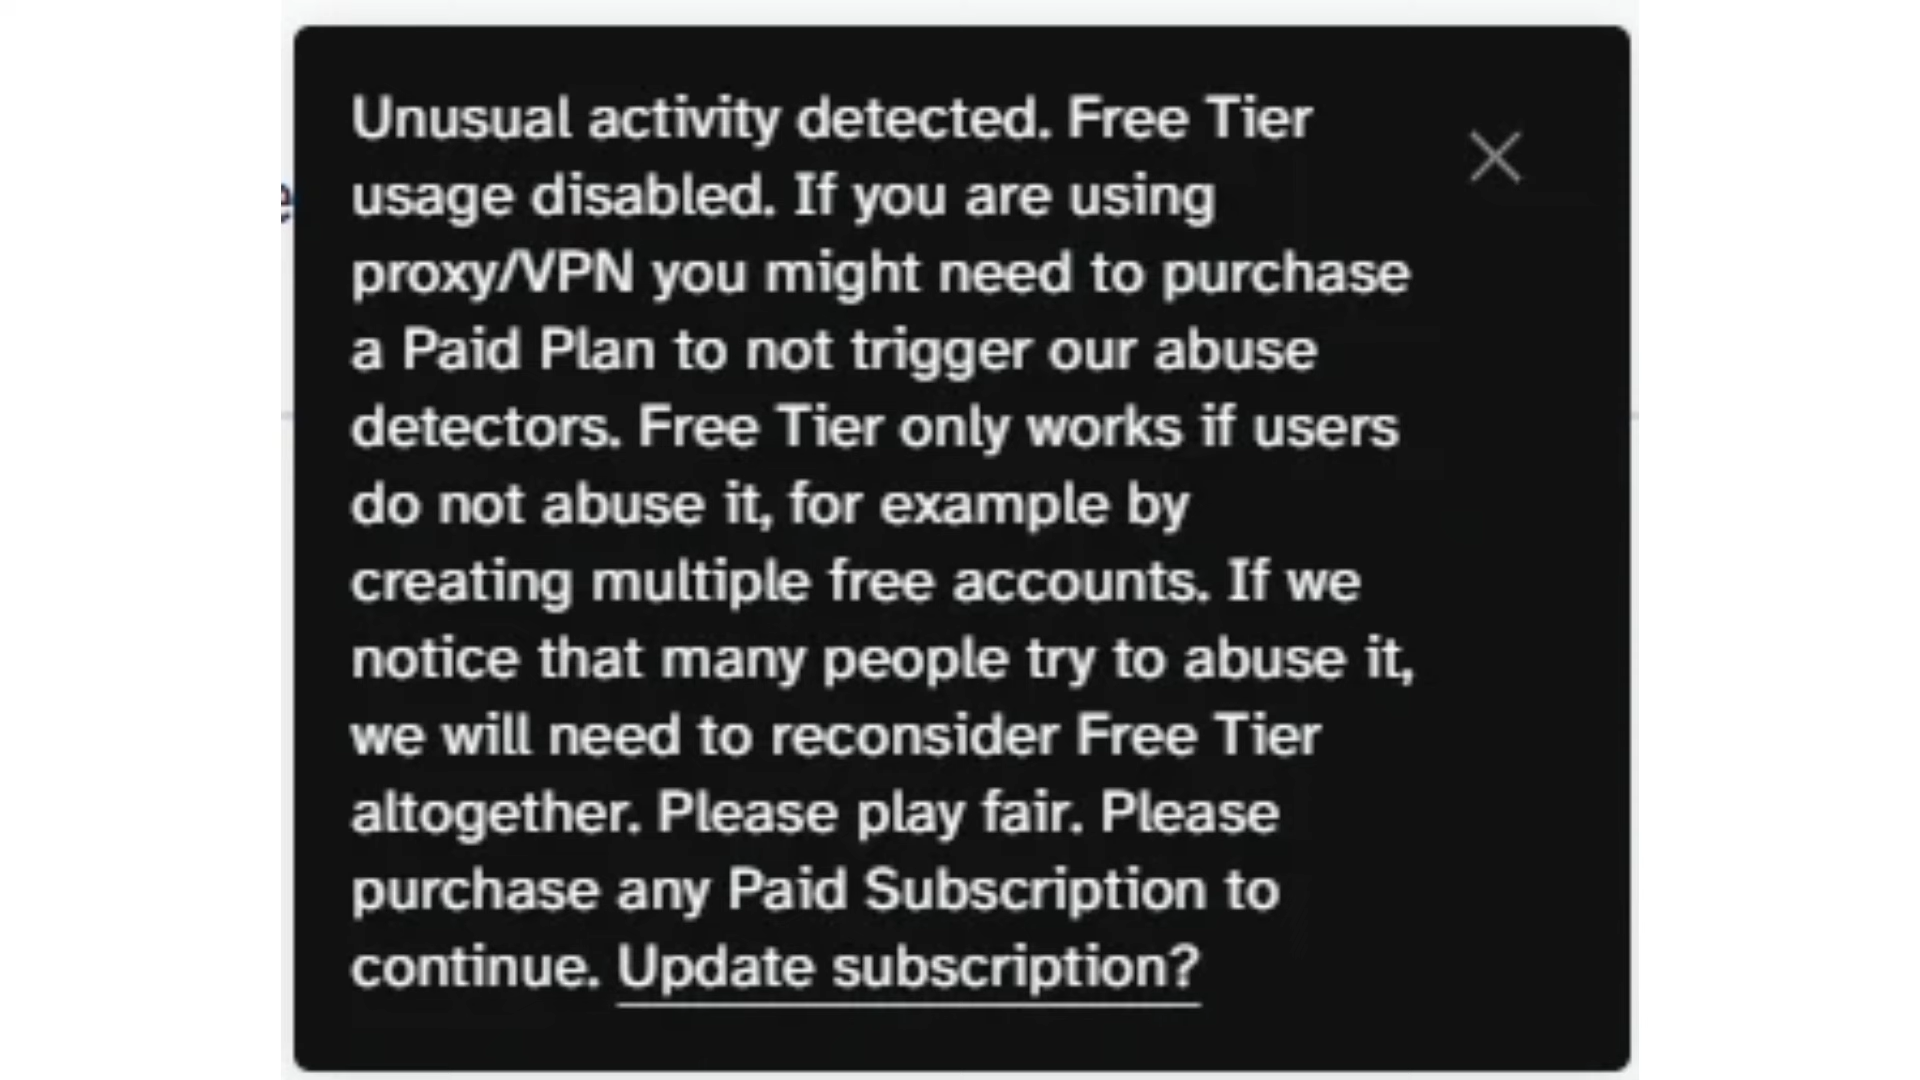 Unusual activity detected. Free Tier
usage disabled. If you are using
proxy/VPN you might need to purchase
a Paid Plan to not trigger our abuse
detectors. Free Tier only works if users
do not abuse it, for example by
creating multiple free accounts. If we
notice that many people try to abuse it,
we will need to reconsider Free Tier
altogether. Please play fair. Please
purchase any Paid Subscription to
continue. Update subscription?